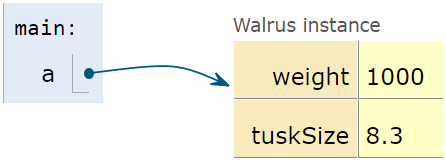 main:
a
Walrus instance
weight 1000
tuskSize 8.3